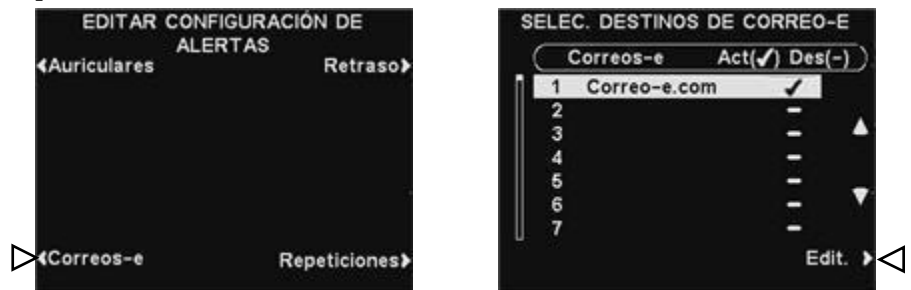 EDITAR CONFIGURACIÓN DE
ALERTAS
Auriculares Retraso
Correos-e Repeticiones
SELEC. DESTINOS DE CORREO-E
Correos-e Act(✓) Des(-)
1 Correo-e.com ✓
2 -
3 -
4 -
5 -
6 -
7 -
Edit.